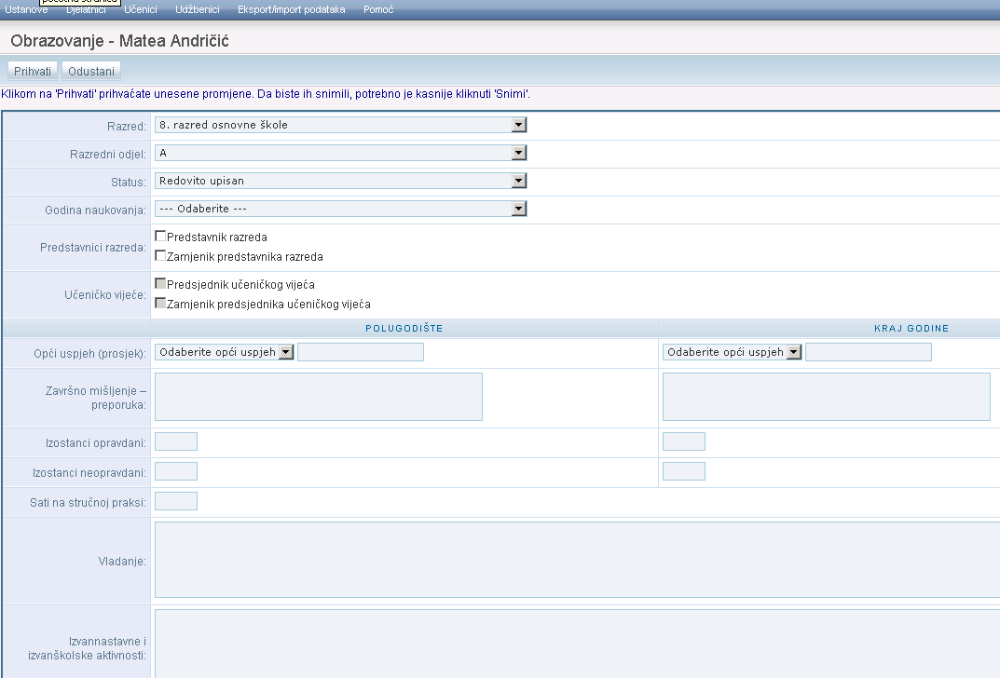 početna stranica
Ustanove Djelatnici Učenici Udžbenici Eksport/import podataka Pomoć
Obrazovanje - Matea Andričić
Prihvati Odustani
Klikom na 'Prihvati' prihvaćate unesene promjene. Da biste ih snimili, potrebno je kasnije kliknuti 'Snimi'.
Razred: 8. razred osnovne škole
Razredni odjel: A
Status: Redovito upisan
Godina naukovanja: --- Odaberite ---
Predstavnici razreda:
Predstavnik razreda
Zamjenik predstavnika razreda
Učeničko vijeće:
Predsjednik učeničkog vijeća
Zamjenik predsjednika učeničkog vijeća
POLUGODIŠTE KRAJ GODINE
Opći uspjeh (prosjek): Odaberite opći uspjeh Odaberite opći uspjeh
Završno mišljenje –
preporuka:
Izostanci opravdani:
Izostanci neopravdani:
Sati na stručnoj praksi:
Vladanje:
Izvannastavne i
izvanškolske aktivnosti: